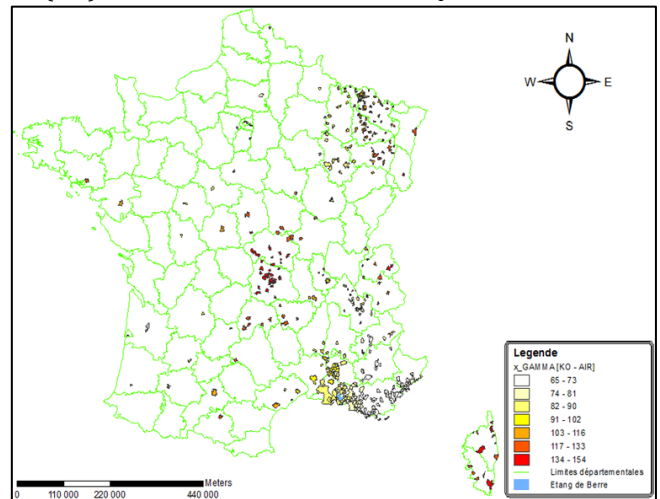 N
W E
S
Legende
x_GAMMA [KO - AIR]
65 - 73
74 - 81
82 - 90
91 - 102
103 - 116
117 - 133
134 - 154
Limites départementales
Etang de Berre
Meters
0 110 000 220 000 440 000